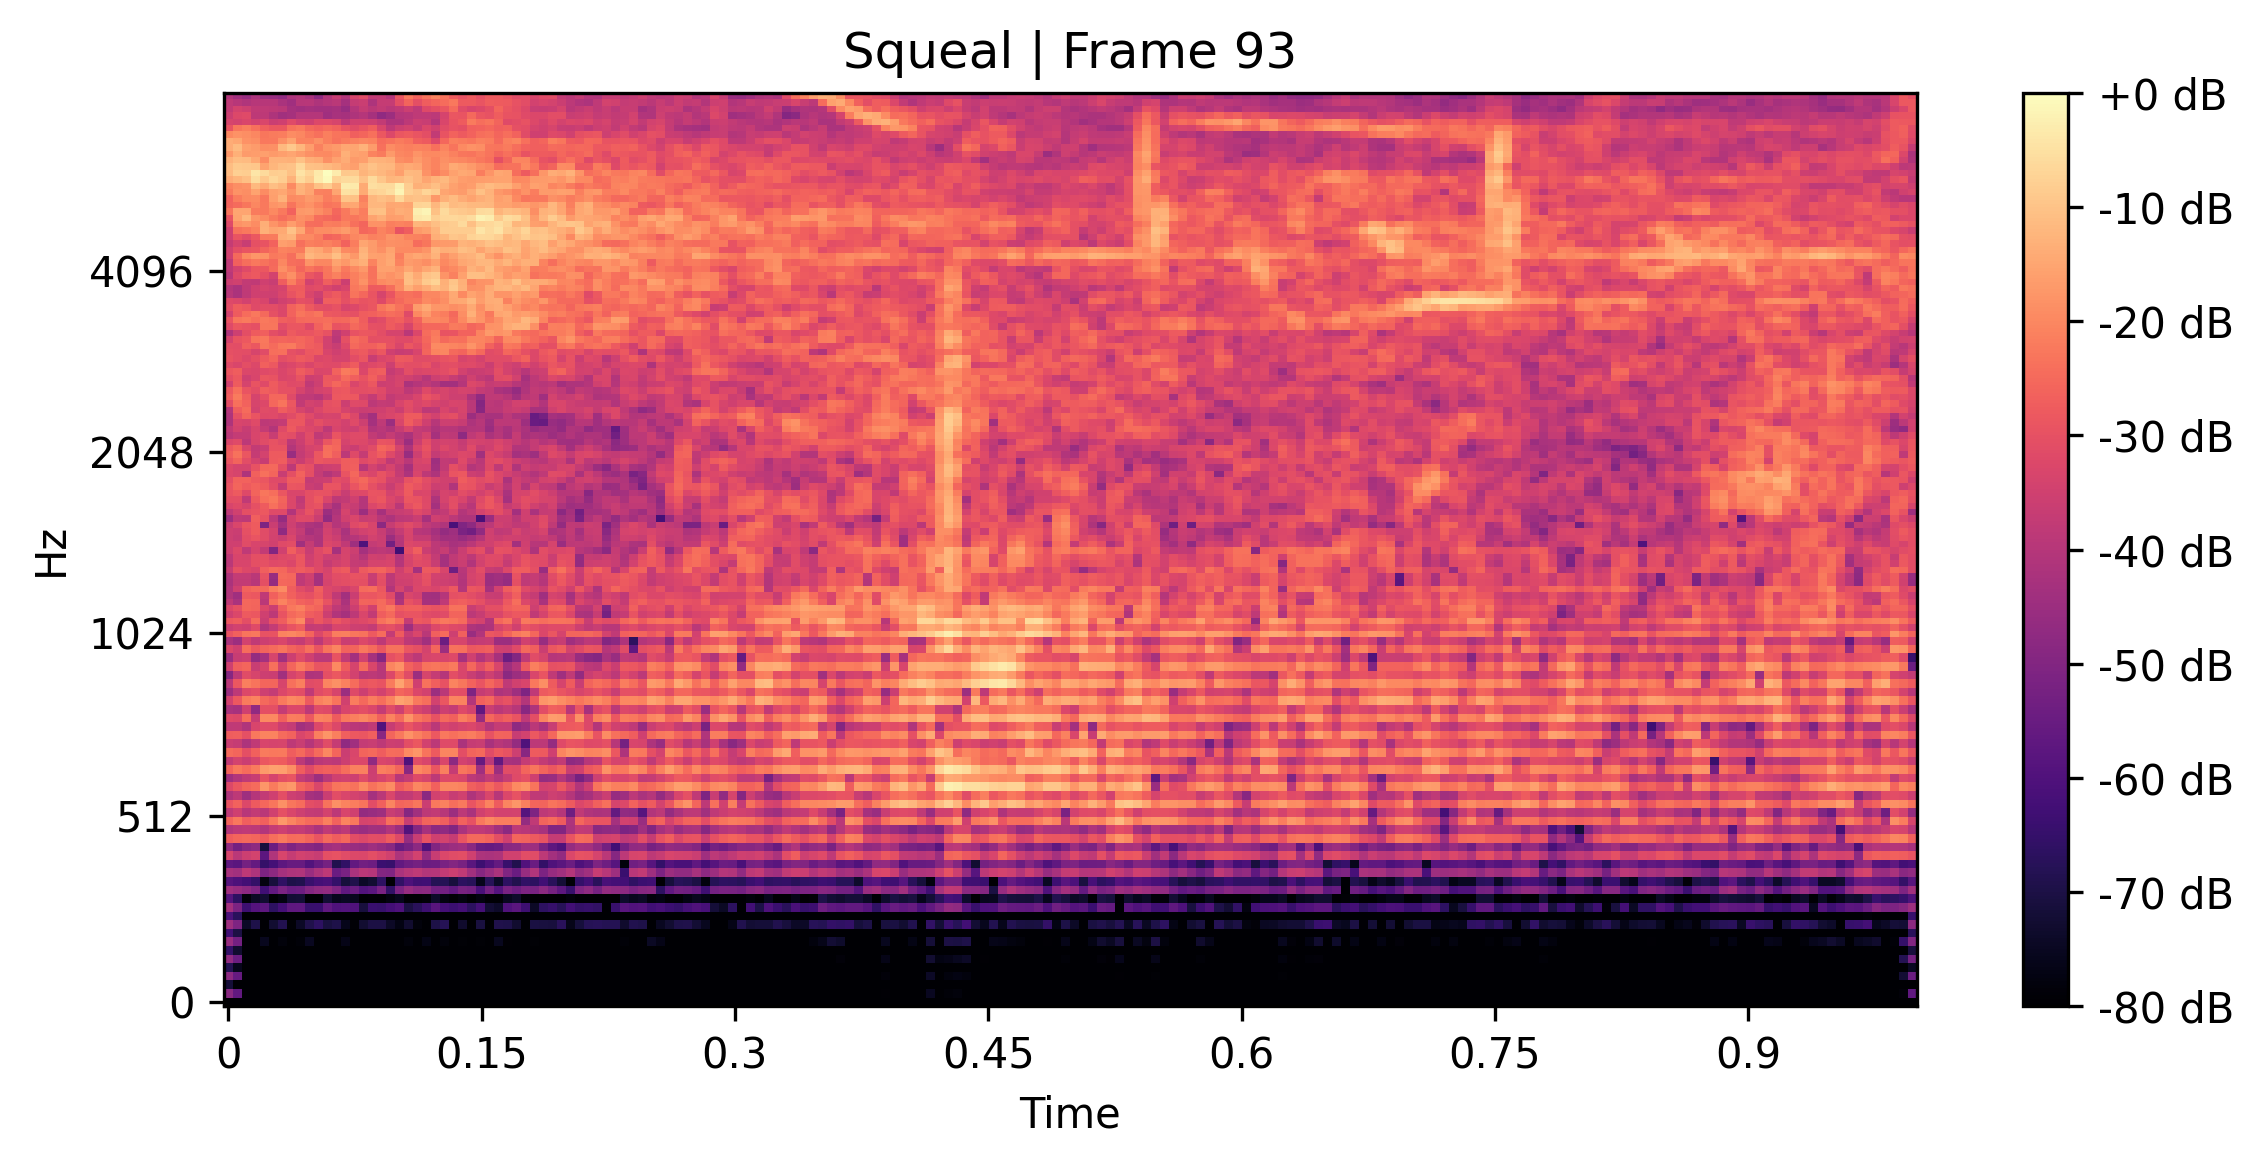 Squeal | Frame 93
+0 dB
-10 dB
-20 dB
-30 dB
-40 dB
-50 dB
-60 dB
-70 dB
-80 dB
4096
2048
1024
512
0
Hz
0 0.15 0.3 0.45 0.6 0.75 0.9
Time